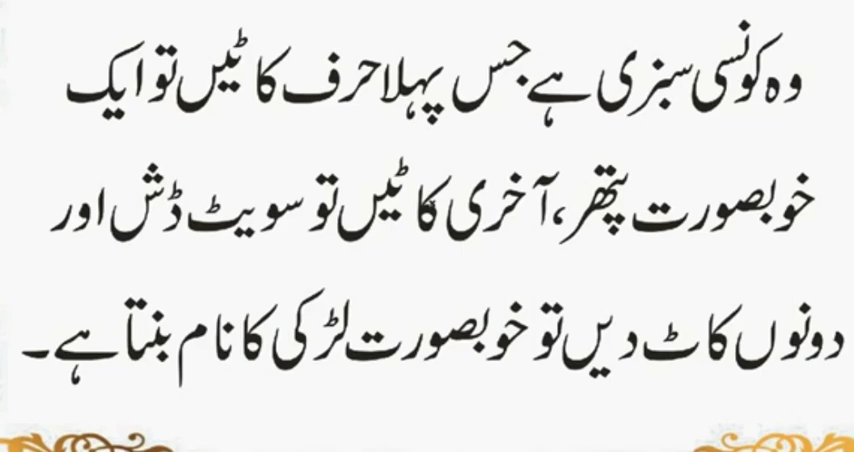 وہ کونسی سبزی ہے جس پہلا حرف کاٹیں تو ایک
خوبصورت پتھر، آخری کاٹیں تو سویٹ ڈش اور
دونوں کاٹ دیں تو خوبصورت لڑکی کا نام بنتا ہے۔